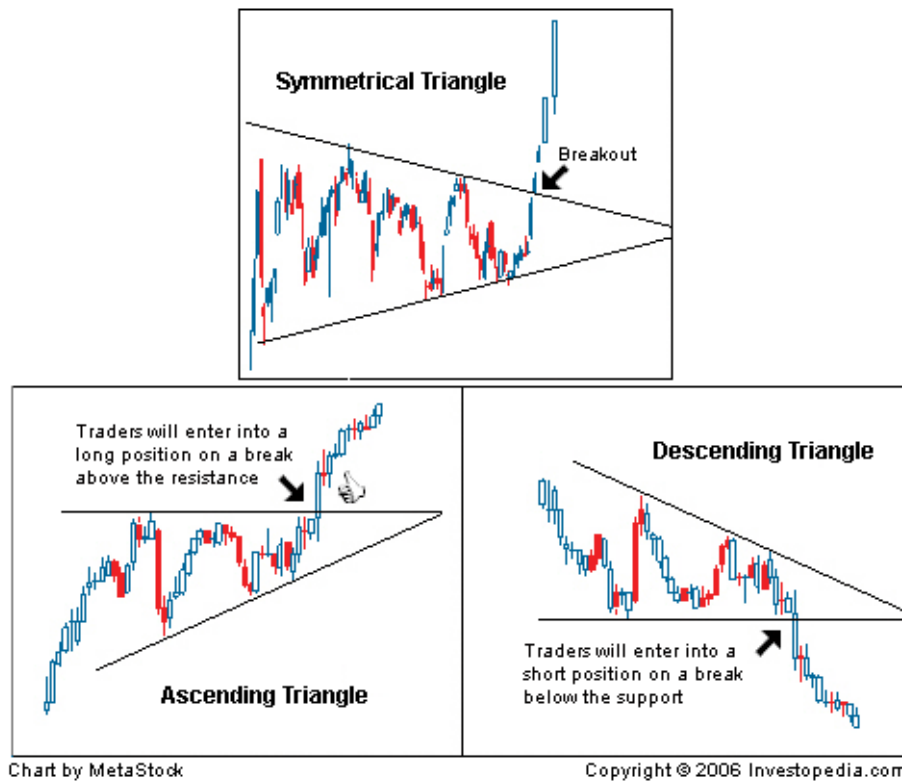 Symmetrical Triangle
Breakout
Traders will enter into a
long position on a break
above the resistance
Ascending Triangle
Descending Triangle
Traders will enter into a
short position on a break
below the support
Chart by MetaStock
Copyright © 2006 Investopedia.com